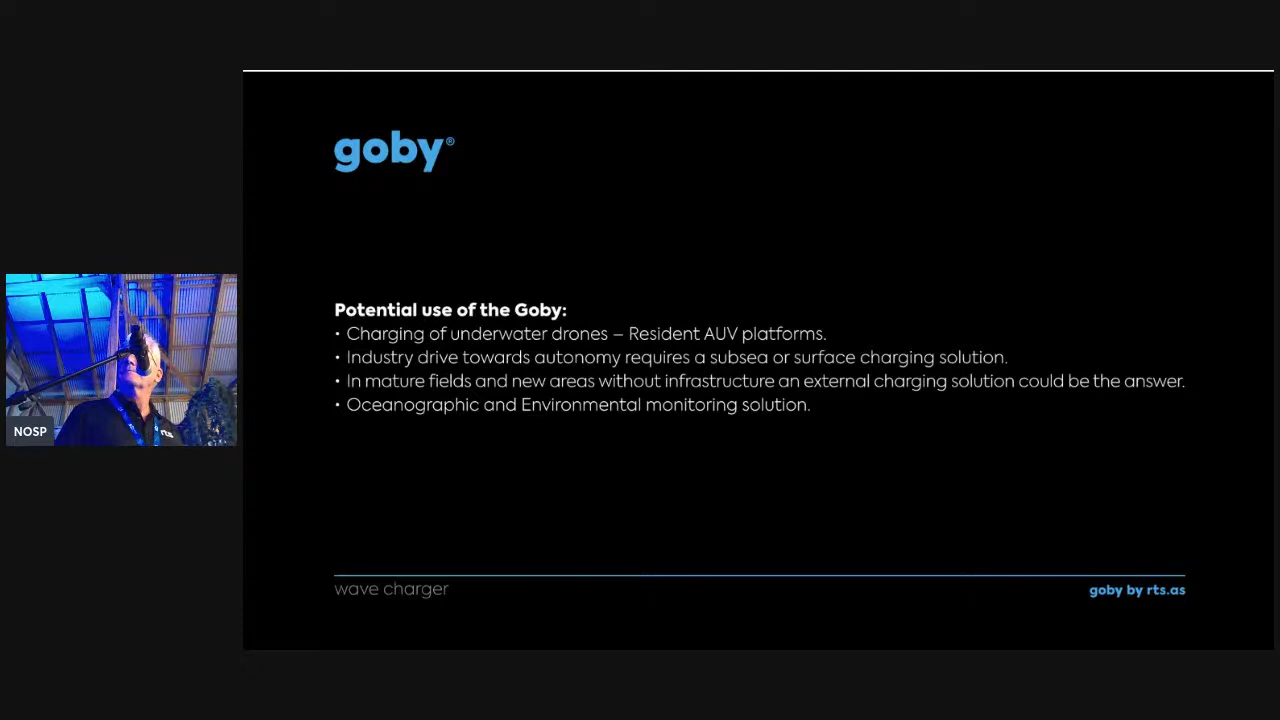 goby®
Potential use of the Goby:
• Charging of underwater drones – Resident AUV platforms.
• Industry drive towards autonomy requires a subsea or surface charging solution.
• In mature fields and new areas without infrastructure an external charging solution could be the answer.
• Oceanographic and Environmental monitoring solution.
rts
NOSP
wave charger
goby by rts.as